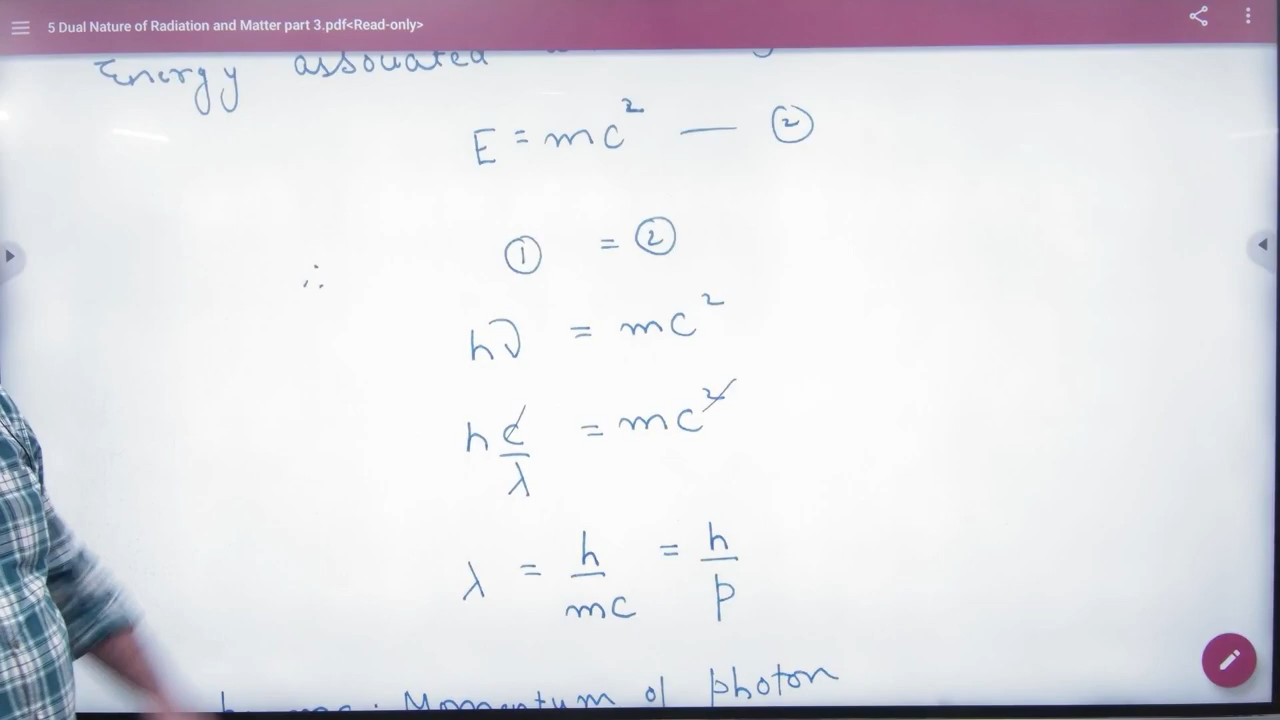 5 Dual Nature of Radiation and Matter part 3.pdf<Read-only>
Energy associated
E = mc² — ②
∴ ① = ②
hν = mc²
h c/λ = mc²
λ = h/mc = h/p
Momentum of photon